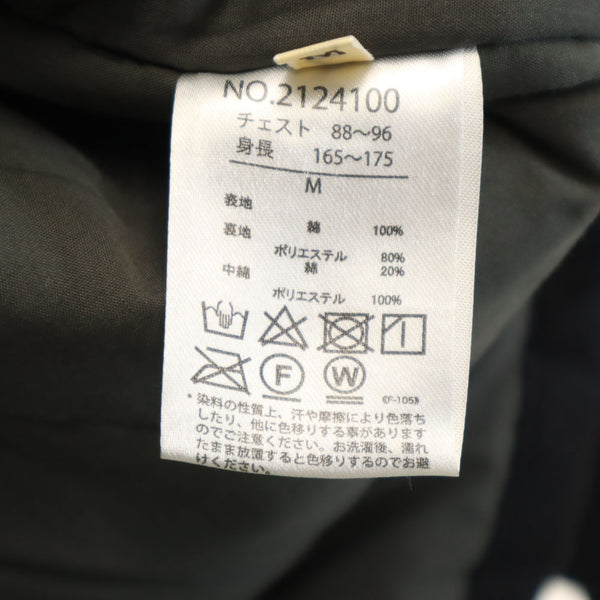 M
NO.2124100
チェスト 88～96
身長 165～175
M
表地
綿 100%
裏地
ポリエステル 80%
中綿 綿 20%
ポリエステル 100%
F W
(F-105)
*染料の性質上、汗や摩擦により色落ち
したり、他に色移りする事があります
のでご注意ください。お洗濯後、濡れ
たまま放置すると色移りするのでお避
けください。